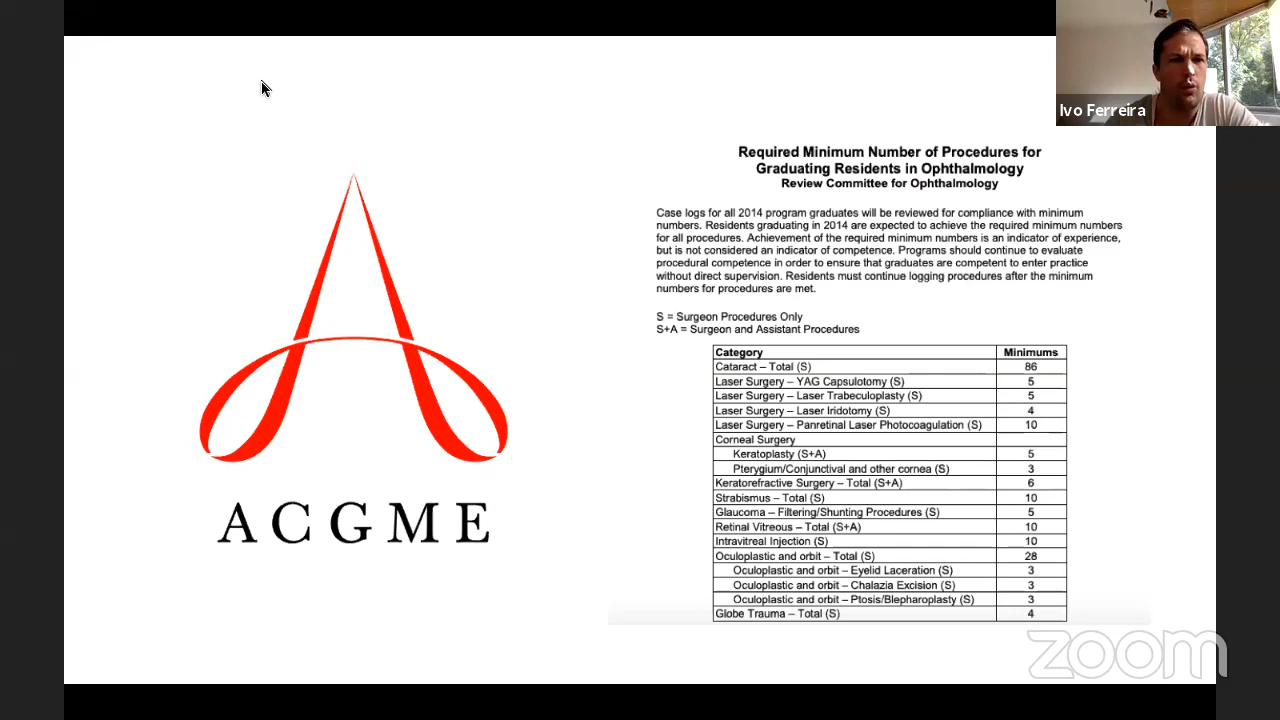 Ivo Ferreira
ACGME
Required Minimum Number of Procedures for
Graduating Residents in Ophthalmology
Review Committee for Ophthalmology
Case logs for all 2014 program graduates will be reviewed for compliance with minimum
numbers. Residents graduating in 2014 are expected to achieve the required minimum numbers
for all procedures. Achievement of the required minimum numbers is an indicator of experience,
but is not considered an indicator of competence. Programs should continue to evaluate
procedural competence in order to ensure that graduates are competent to enter practice
without direct supervision. Residents must continue logging procedures after the minimum
numbers for procedures are met.
S = Surgeon Procedures Only
S+A = Surgeon and Assistant Procedures
Category Minimums
Cataract – Total (S) 86
Laser Surgery – YAG Capsulotomy (S) 5
Laser Surgery – Laser Trabeculoplasty (S) 5
Laser Surgery – Laser Iridotomy (S) 4
Laser Surgery – Panretinal Laser Photocoagulation (S) 10
Corneal Surgery
Keratoplasty (S+A) 5
Pterygium/Conjunctival and other cornea (S) 3
Keratorefractive Surgery – Total (S+A) 6
Strabismus – Total (S) 10
Glaucoma – Filtering/Shunting Procedures (S) 5
Retinal Vitreous – Total (S+A) 10
Intravitreal Injection (S) 10
Oculoplastic and orbit – Total (S) 28
Oculoplastic and orbit – Eyelid Laceration (S) 3
Oculoplastic and orbit – Chalazia Excision (S) 3
Oculoplastic and orbit – Ptosis/Blepharoplasty (S) 3
Globe Trauma – Total (S) 4
zoom